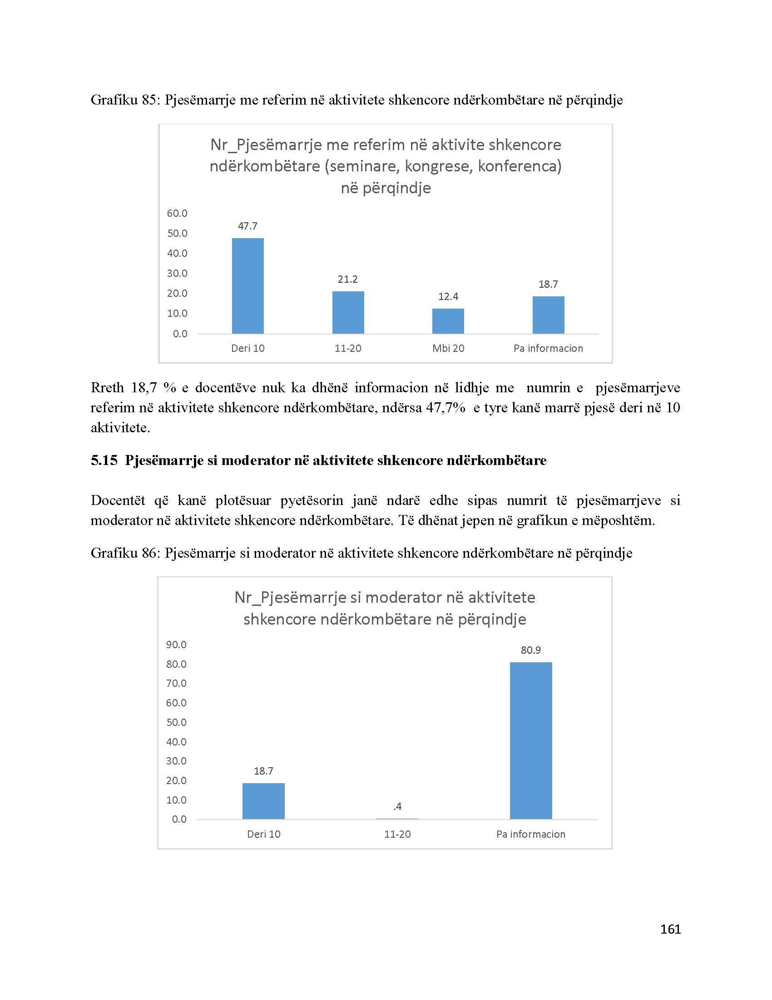 Grafiku 85: Pjesëmarrje me referim në aktivitete shkencore ndërkombëtare në përqindje
Nr_Pjesëmarrje me referim në aktivite shkencore
ndërkombëtare (seminare, kongrese, konferenca)
në përqindje
60.0
50.0
40.0
30.0
20.0
10.0
0.0
47.7
21.2
12.4
18.7
Deri 10
11-20
Mbi 20
Pa informacion
Rreth 18,7 % e docentëve nuk ka dhënë informacion në lidhje me numrin e pjesëmarrjeve
referim në aktivitete shkencore ndërkombëtare, ndërsa 47,7% e tyre kanë marrë pjesë deri në 10
aktivitete.
5.15 Pjesëmarrje si moderator në aktivitete shkencore ndërkombëtare
Docentët që kanë plotësuar pyetësorin janë ndarë edhe sipas numrit të pjesëmarrjeve si
moderator në aktivitete shkencore ndërkombëtare. Të dhënat jepen në grafikun e mëposhtëm.
Grafiku 86: Pjesëmarrje si moderator në aktivitete shkencore ndërkombëtare në përqindje
Nr_Pjesëmarrje si moderator në aktivitete
shkencore ndërkombëtare në përqindje
90.0
80.0
70.0
60.0
50.0
40.0
30.0
20.0
10.0
0.0
18.7
.4
80.9
Deri 10
11-20
Pa informacion
161